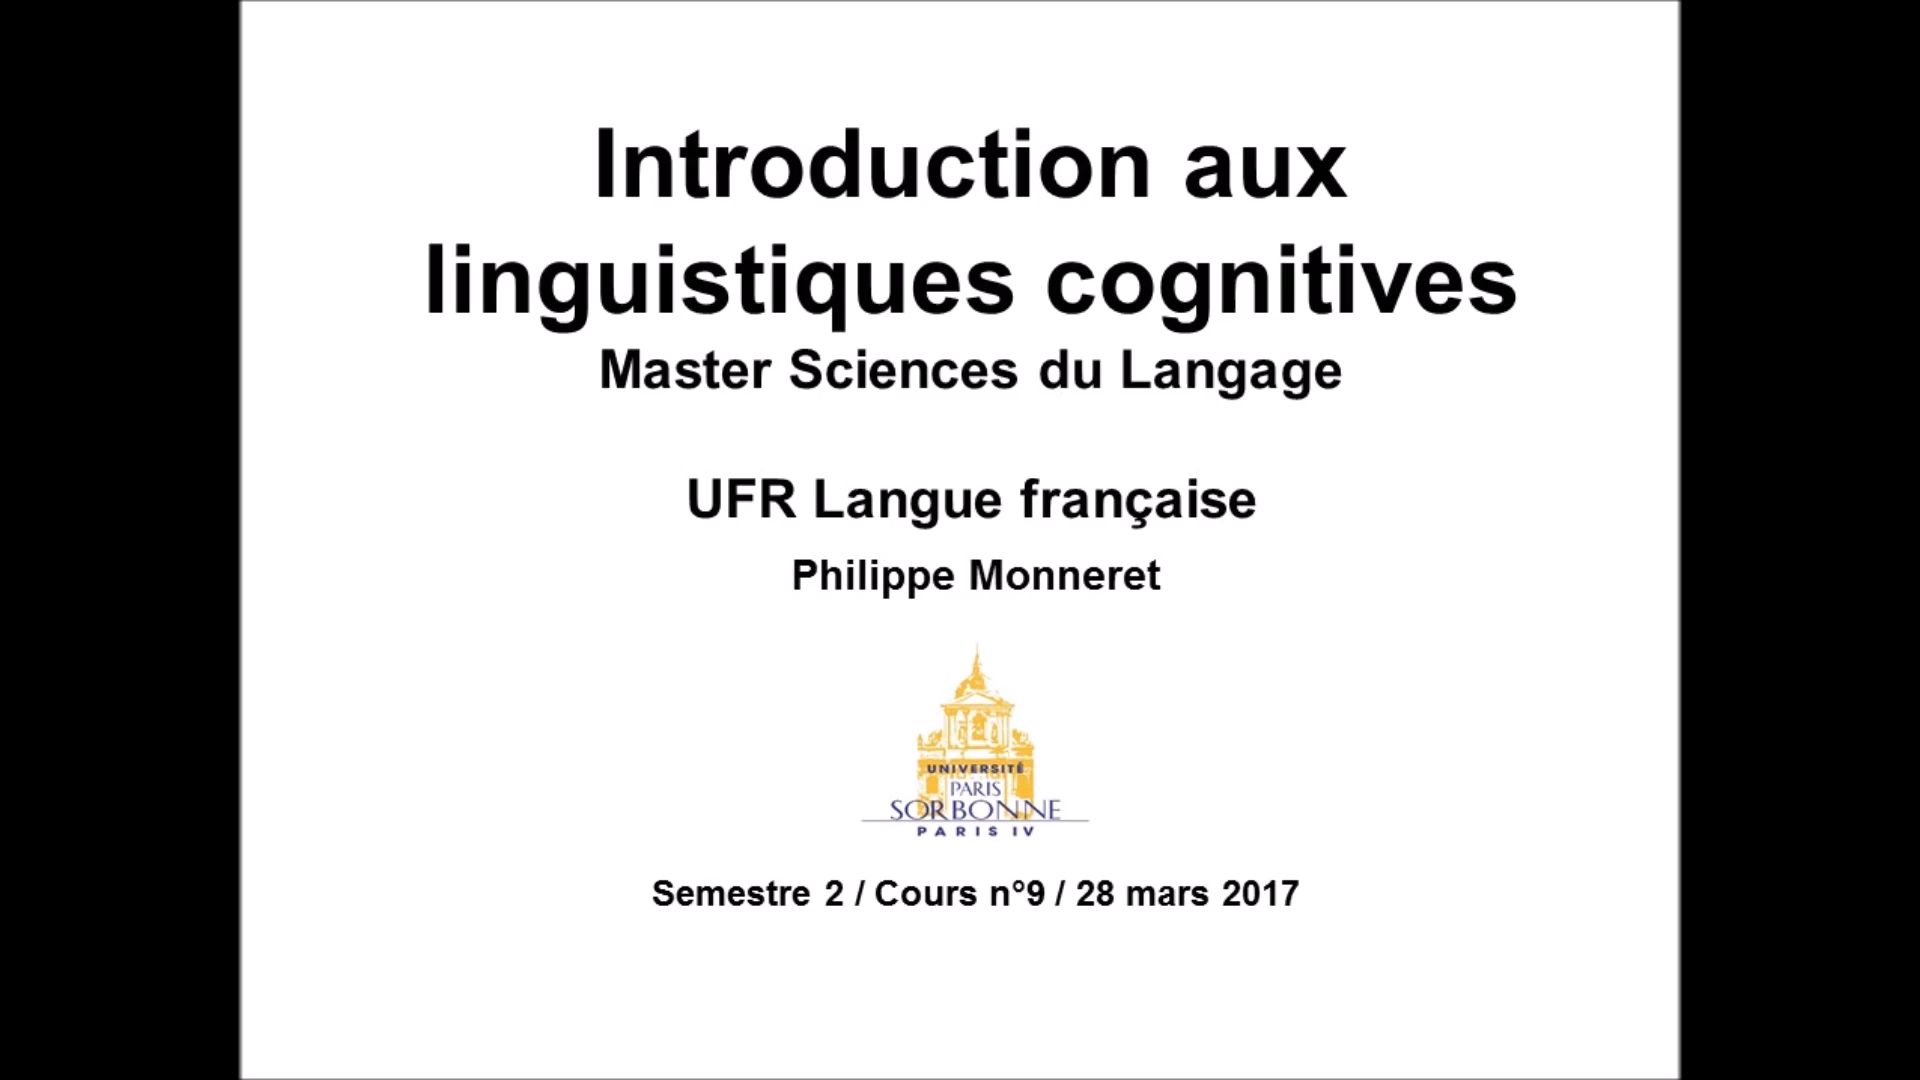 Introduction aux
linguistiques cognitives
Master Sciences du Langage
UFR Langue française
Philippe Monneret
UNIVERSITÉ
PARIS
SORBONNE
PARIS IV
Semestre 2 / Cours n°9 / 28 mars 2017